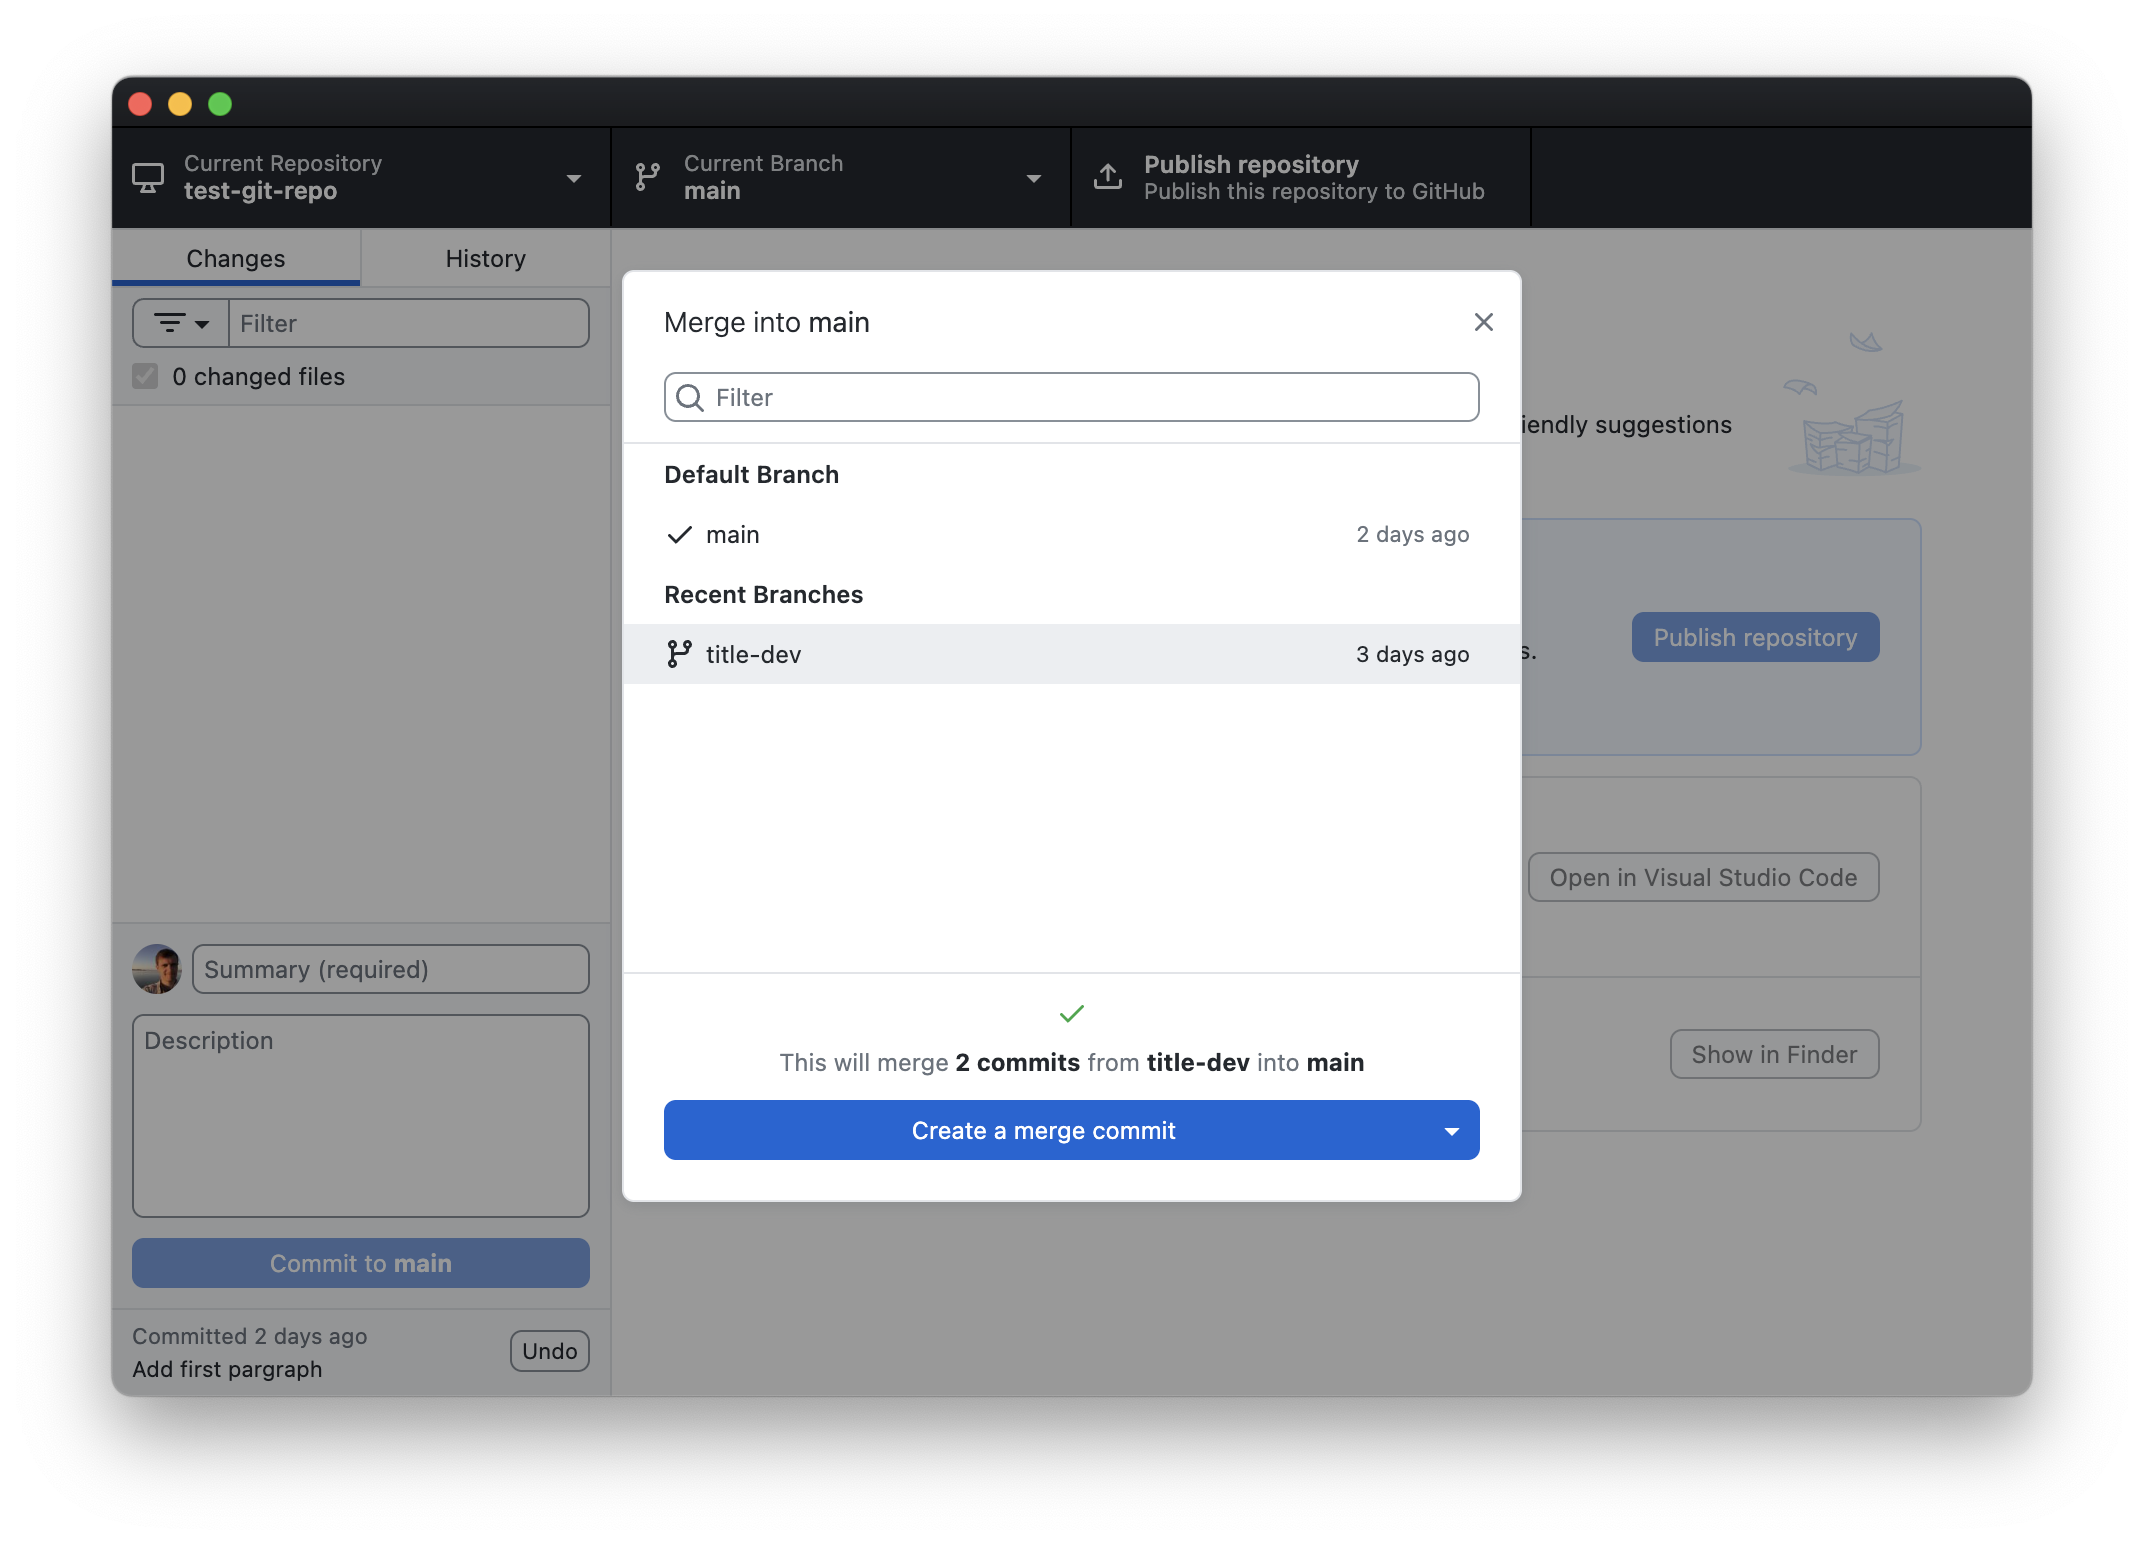 Current Repository
test-git-repo
Current Branch
main
Publish repository
Publish this repository to GitHub
Changes
History
Filter
0 changed files
Summary (required)
Description
Commit to main
Committed 2 days ago
Add first pargraph
Undo
Merge into main
Filter
Default Branch
main
2 days ago
Recent Branches
title-dev
3 days ago
This will merge 2 commits from title-dev into main
Create a merge commit
suggestions
Publish repository
Open in Visual Studio Code
Show in Finder